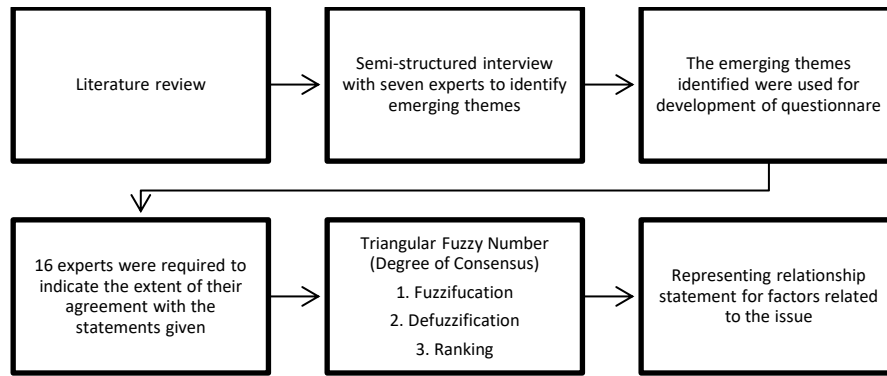 Literature review
Semi-structured interview
with seven experts to identify
emerging themes
The emerging themes
identified were used for
development of questionnare
16 experts were required to
indicate the extent of their
agreement with the
statements given
Triangular Fuzzy Number
(Degree of Consensus)
1. Fuzzifucation
2. Defuzzification
3. Ranking
Representing relationship
statement for factors related
to the issue